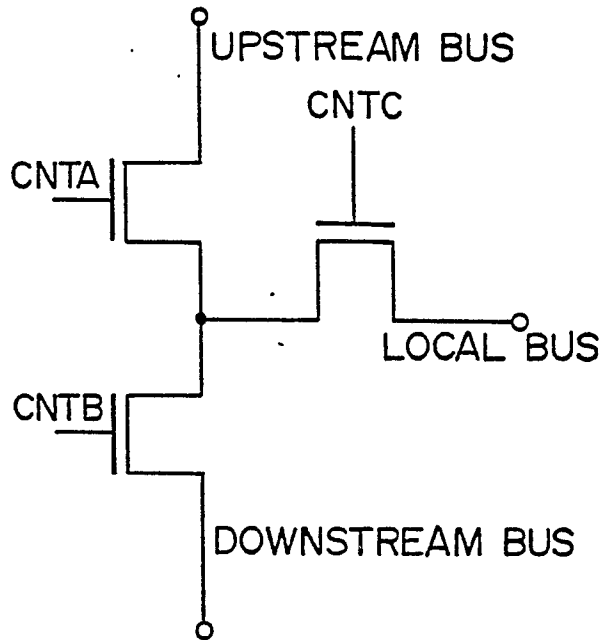 UPSTREAM BUS
CNTC
CNTA
LOCAL BUS
CNTB
DOWNSTREAM BUS